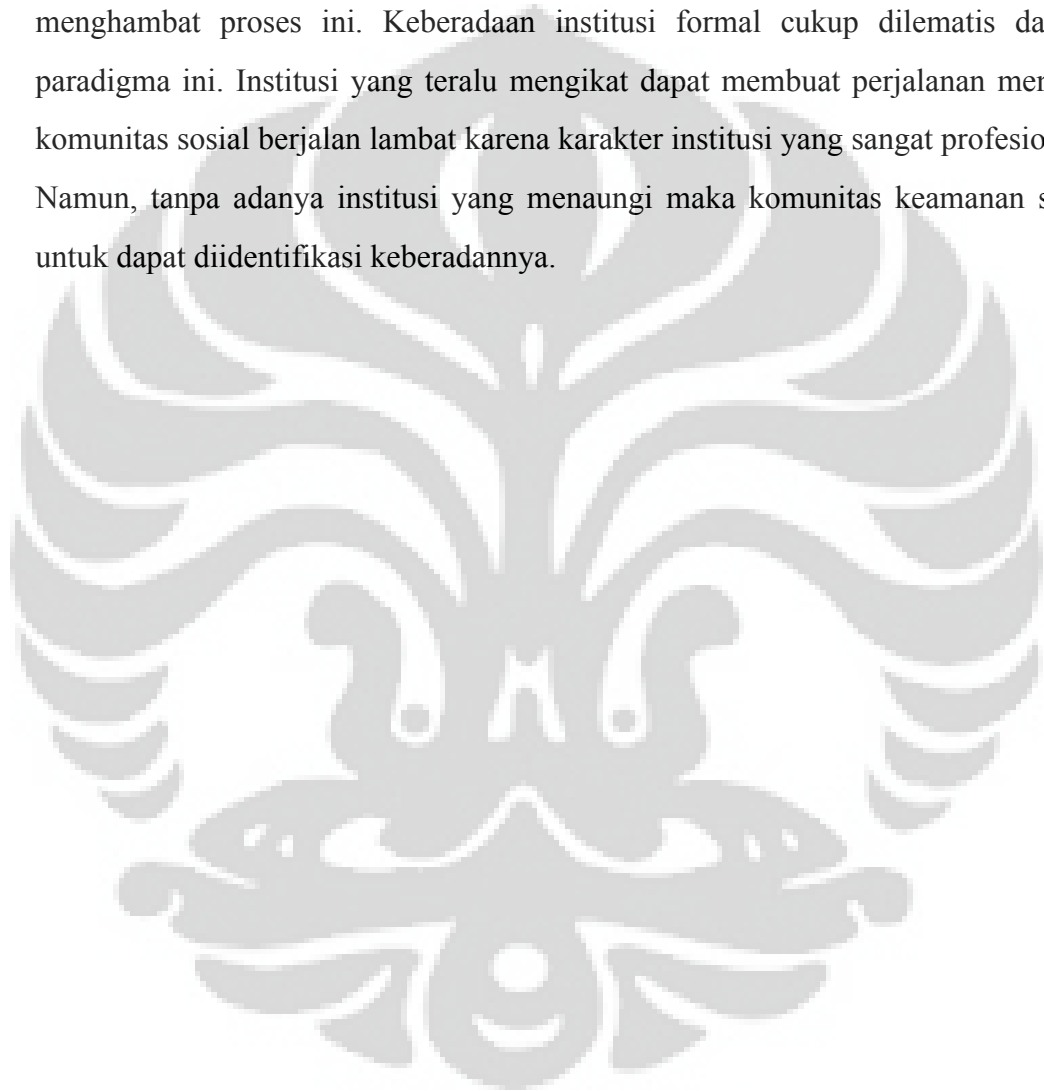 menghambat proses ini. Keberadaan institusi formal cukup dilematis da
paradigma ini. Institusi yang teralu mengikat dapat membuat perjalanan men
komunitas sosial berjalan lambat karena karakter institusi yang sangat profesio
Namun, tanpa adanya institusi yang menaungi maka komunitas keamanan s
untuk dapat diidentifikasi keberadannya.